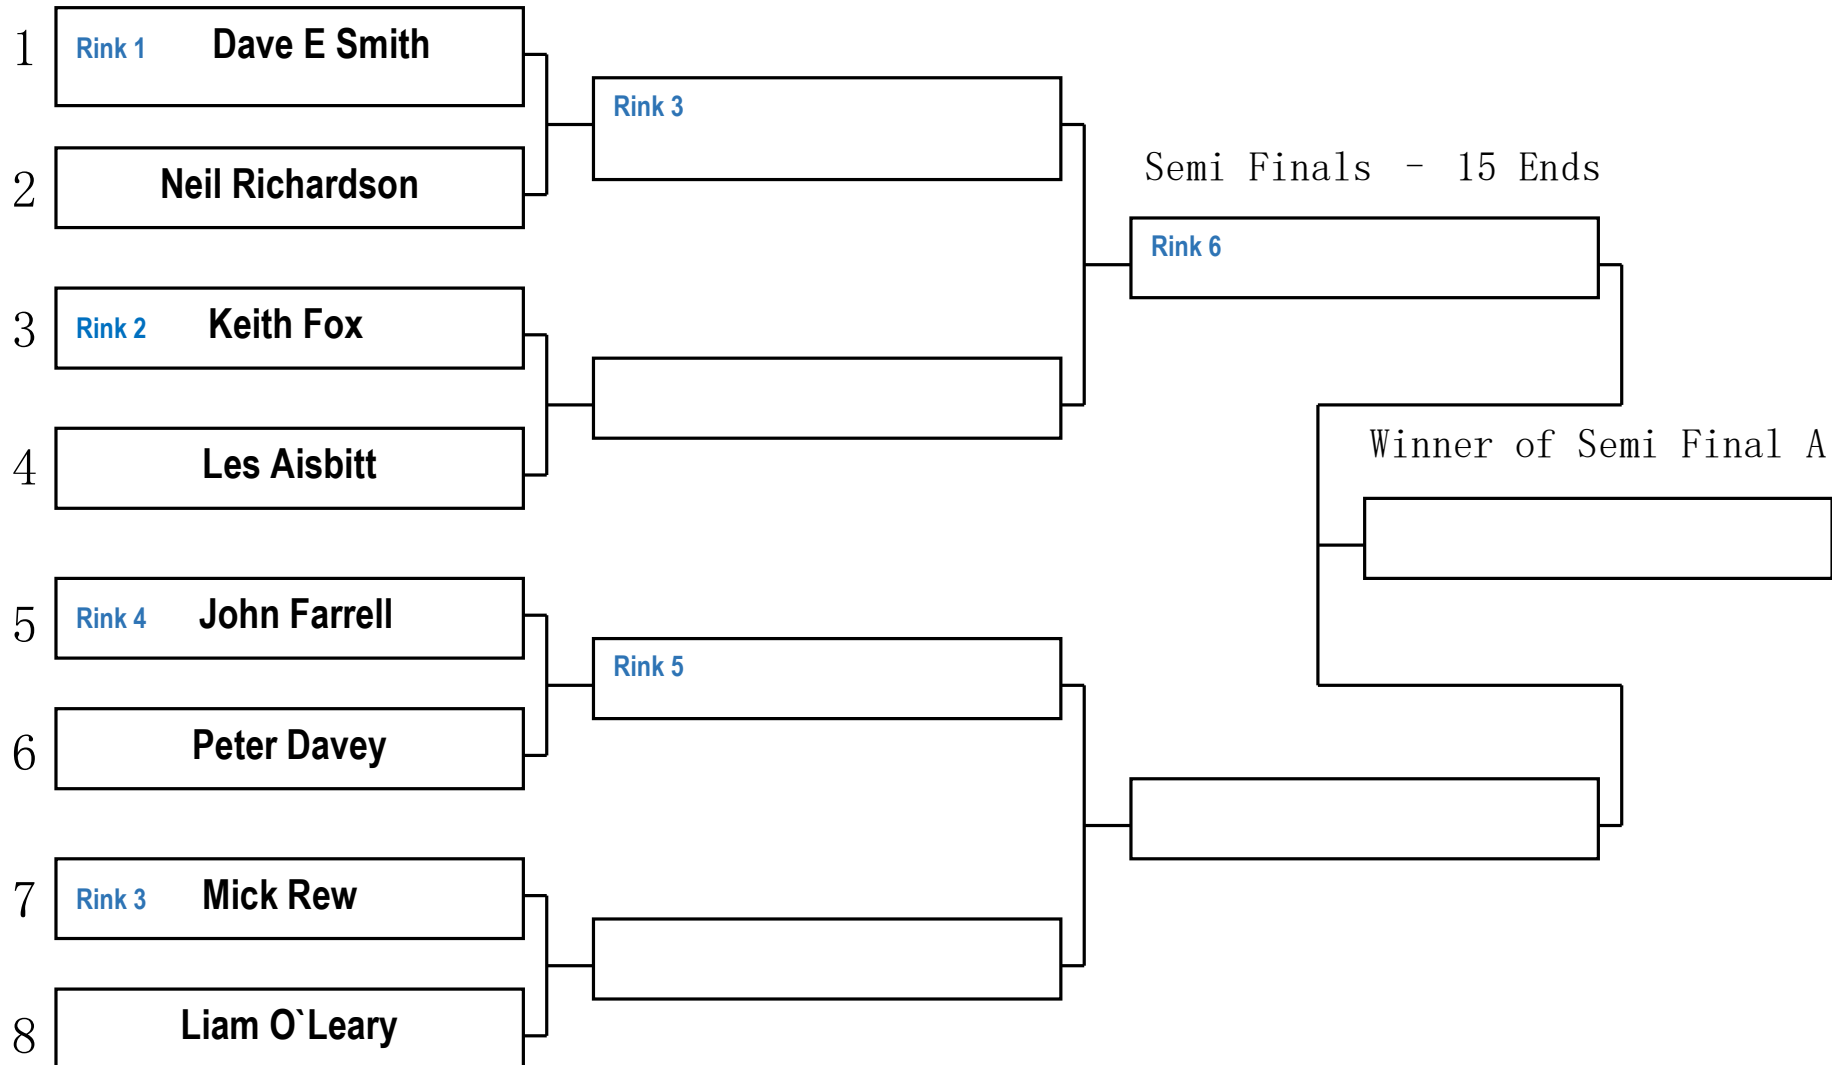 1 Rink 1 Dave E Smith
Rink 3
2 Neil Richardson
Semi Finals - 15 Ends
Rink 6
3 Rink 2 Keith Fox
4 Les Aisbitt
Winner of Semi Final A
5 Rink 4 John Farrell
Rink 5
6 Peter Davey
7 Rink 3 Mick Rew
8 Liam O`Leary